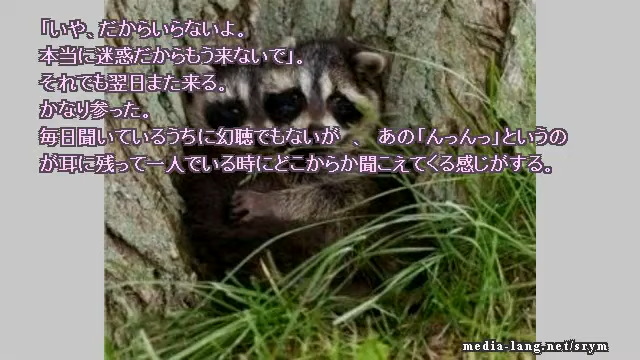 「いや、だからいらないよ。
本当に迷惑だからもう来ないで」。
それでも翌日また来る。
かなり参った。
毎日聞いているうちに幻聴でもないが 、 あの「んっんっ」というの
が耳に残って一人でいる時にどこからか聞こえてくる感じがする。
media-lang.net/srym